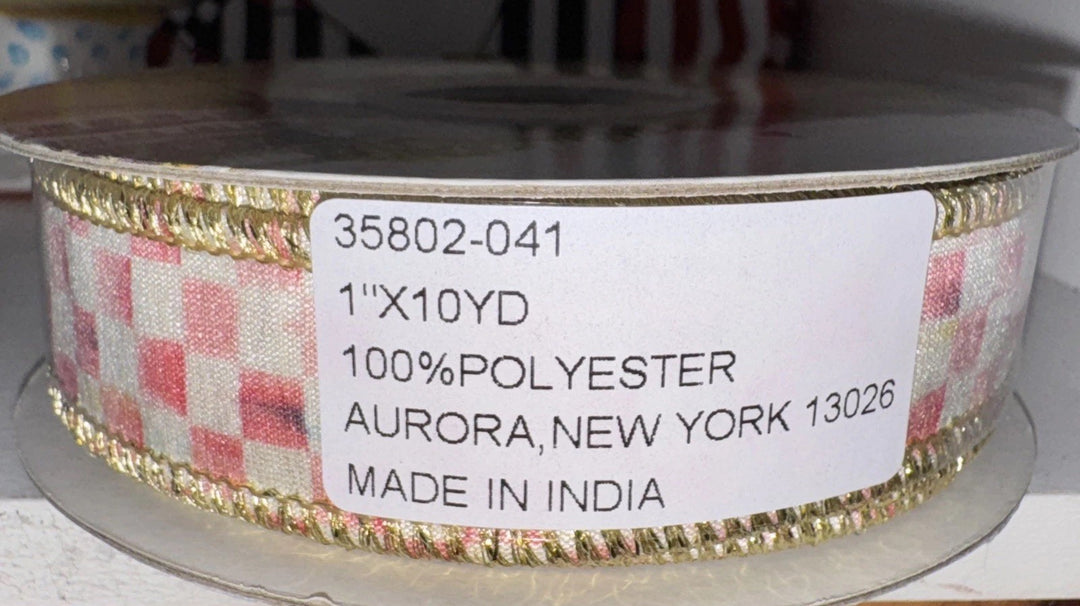 35802-041
1"X10YD
100%POLYESTER
AURORA,NEW YORK 13026
MADE IN INDIA